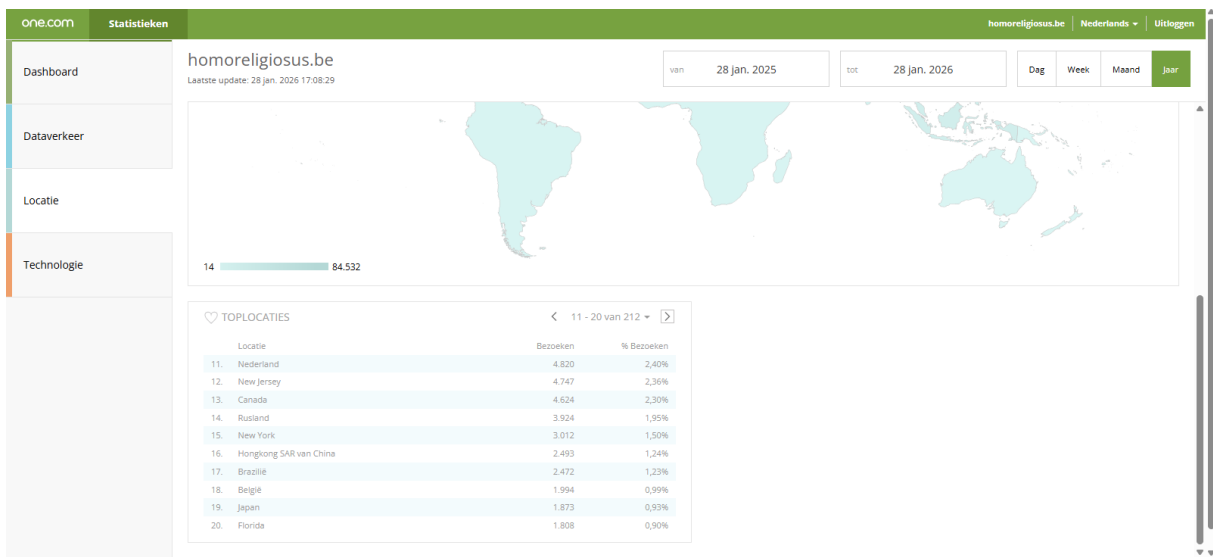 one.com Statistieken homoreligiosus.be Nederlands Uitloggen
Dashboard
Dataverkeer
Locatie
Technologie
homoreligiosus.be
Laatste update: 28 jan. 2026 17:08:29
van 28 jan. 2025 tot 28 jan. 2026 Dag Week Maand Jaar
14 84.532
TOPLOCATIES 11 - 20 van 212
Locatie Bezoeken % Bezoeken
11. Nederland 4.820 2,40%
12. New Jersey 4.747 2,36%
13. Canada 4.624 2,30%
14. Rusland 3.924 1,95%
15. New York 3.012 1,50%
16. Hongkong SAR van China 2.493 1,24%
17. Brazilië 2.472 1,23%
18. België 1.994 0,99%
19. Japan 1.873 0,93%
20. Florida 1.808 0,90%